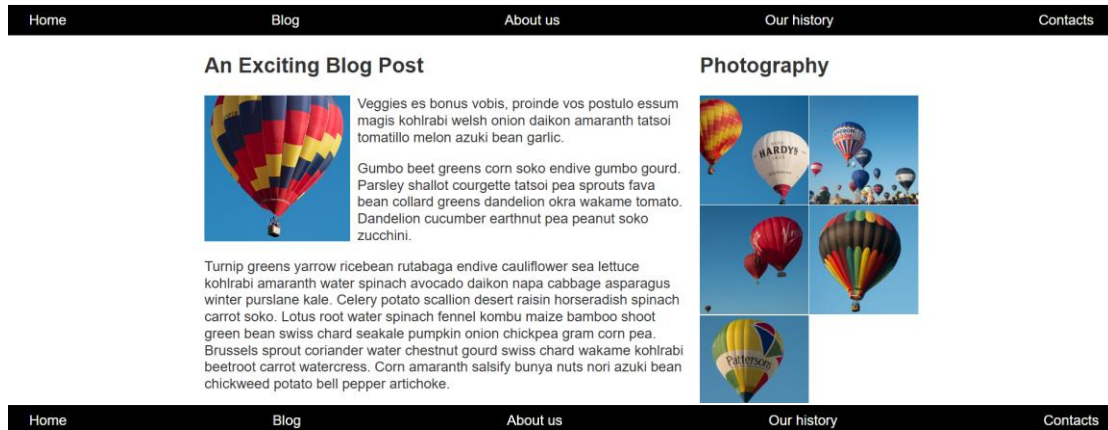 Home Blog About us Our history Contacts
An Exciting Blog Post
Veggies es bonus vobis, proinde vos postulo essum
magis kohlrabi welsh onion daikon amaranth tatsoi
tomatillo melon azuki bean garlic.
Gumbo beet greens corn soko endive gumbo gourd.
Parsley shallot courgette tatsoi pea sprouts fava
bean collard greens dandelion okra wakame tomato.
Dandelion cucumber earthnut pea peanut soko
zucchini.
Turnip greens yarrow ricebean rutabaga endive cauliflower sea lettuce
kohlrabi amaranth water spinach avocado daikon napa cabbage asparagus
winter purslane kale. Celery potato scallion desert raisin horseradish spinach
carrot soko. Lotus root water spinach fennel kombu maize bamboo shoot
green bean swiss chard seakale pumpkin onion chickpea gram corn pea.
Brussels sprout coriander water chestnut gourd swiss chard wakame kohlrabi
beetroot carrot watercress. Corn amaranth salsify bunya nuts nori azuki bean
chickweed potato bell pepper artichoke.
Photography
HARDYS
Patterson
Home Blog About us Our history Contacts